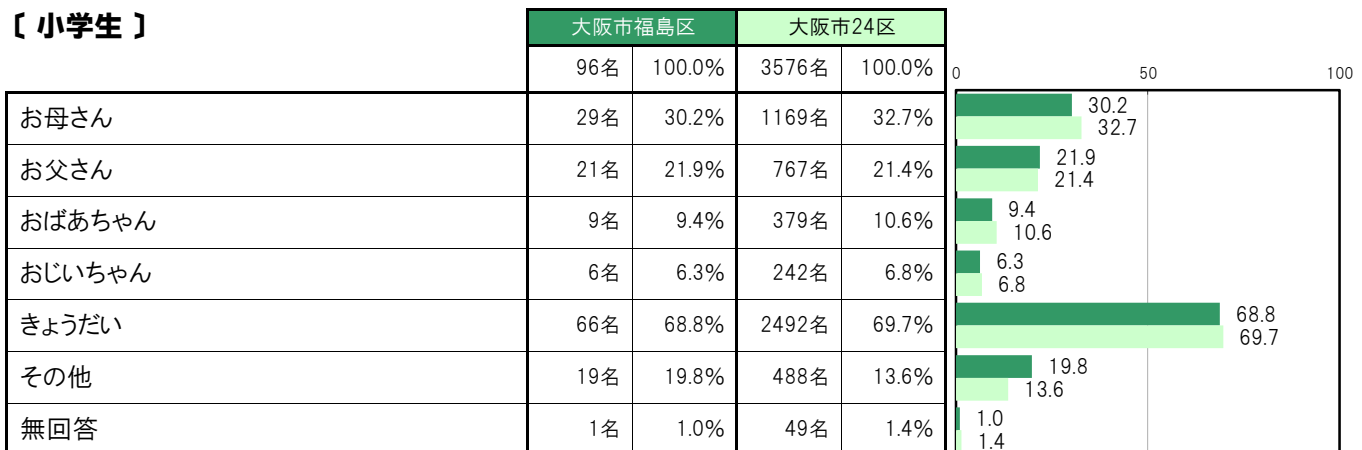 〔 小学生 〕
大阪市福島区 大阪市24区
96名 100.0% 3576名 100.0%
0 50 100
お母さん 29名 30.2% 1169名 32.7%
30.2
32.7
お父さん 21名 21.9% 767名 21.4%
21.9
21.4
おばあちゃん 9名 9.4% 379名 10.6%
9.4
10.6
おじいちゃん 6名 6.3% 242名 6.8%
6.3
6.8
きょうだい 66名 68.8% 2492名 69.7%
68.8
69.7
その他 19名 19.8% 488名 13.6%
19.8
13.6
無回答 1名 1.0% 49名 1.4%
1.0
1.4